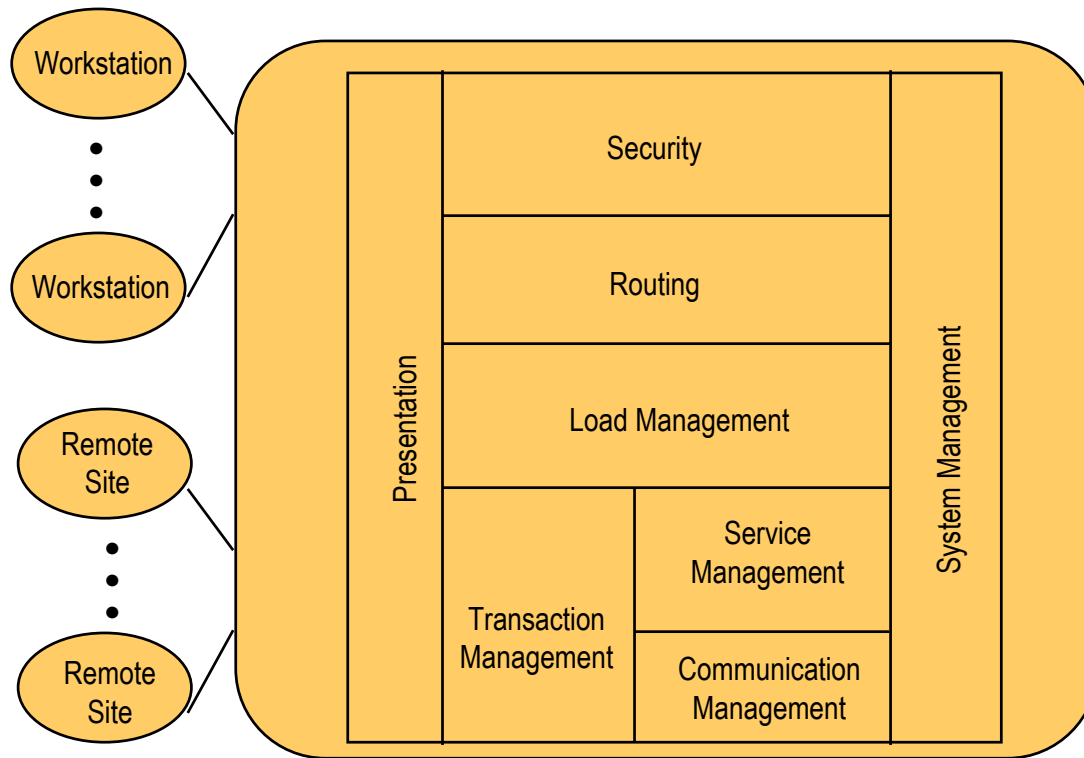 Workstation
Workstation
Remote
Site
Remote
Site
Presentation
Security
Routing
Load Management
Transaction
Management
Service
Management
Communication
Management
System Management